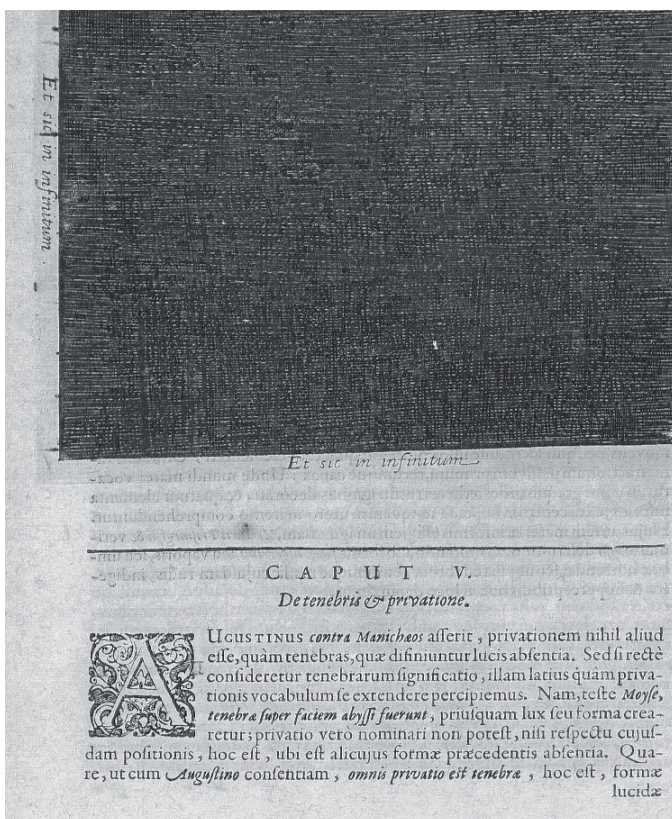 Et sic in infinitum.
Et sic in infinitum
CAPUT V.
De tenebris & privatione.
AUGUSTINUS contra Manichæos aſſerit, privationem nihil aliud
eſſe, quàm tenebras, quæ difiniuntur lucis abſentia. Sed ſi rectè
conſideretur tenebrarum ſignificatio, illam latius quàm priva-
tionis vocabulum ſe extendere percipiemus. Nam, teſte Moyſe,
tenebræ ſuper faciem abyſſi fuerunt, priuſquam lux ſeu forma crea-
retur; privatio verò nominari non poteſt, niſi reſpectu cujuſ-
dam poſitionis, hoc eſt, ubi eſt alicujus formæ præcedentis abſentia. Qua-
re, ut cum Auguſtino conſentiam, omnis privatio eſt tenebræ, hoc eſt, formæ
lucidæ